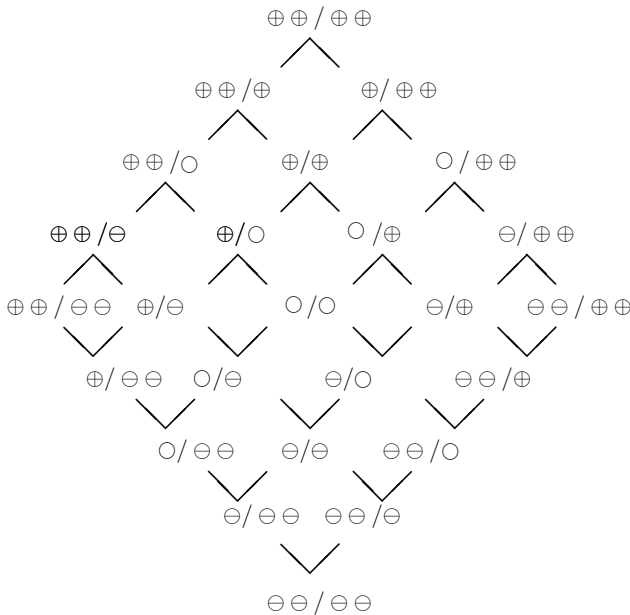 ⊕ ⊕ / ⊕ ⊕
⊕ ⊕ / ⊕ ⊕ / ⊕ ⊕
⊕ ⊕ / ○ ⊕ / ⊕ ○ / ⊕ ⊕
⊕ ⊕ / ⊖ ⊕ / ○ ○ / ⊕ ⊖ / ⊕ ⊕
⊕ ⊕ / ⊖ ⊖ ⊕ / ⊖ ○ / ○ ⊖ / ⊕ ⊖ ⊖ / ⊕ ⊕
⊕ / ⊖ ⊖ ○ / ⊖ ⊖ / ○ ⊖ ⊖ / ⊕
○ / ⊖ ⊖ ⊖ / ⊖ ⊖ ⊖ / ○
⊖ / ⊖ ⊖ ⊖ ⊖ / ⊖
⊖ ⊖ / ⊖ ⊖